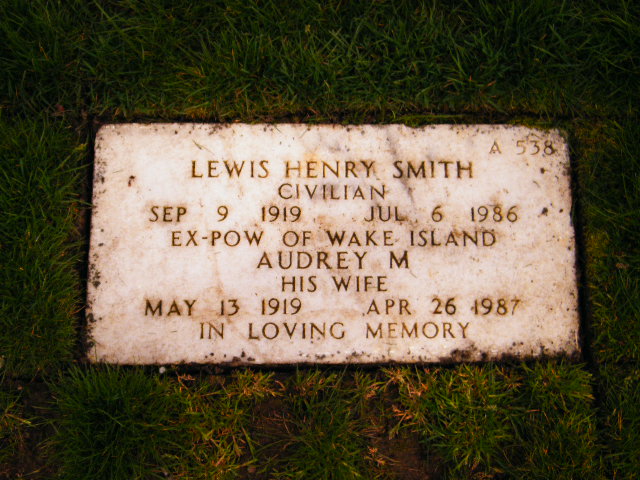 A 538
LEWIS HENRY SMITH
CIVILIAN
SEP 9 1919 JUL 6 1986
EX-POW OF WAKE ISLAND
AUDREY M
HIS WIFE
MAY 13 1919 APR 26 1987
IN LOVING MEMORY